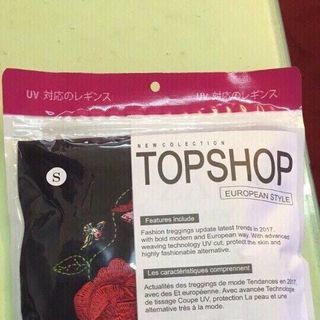 UV 対応のレギンス UV 対応のレギンス
NEW COLECTION
TOPSHOP
EUROPEAN STYLE
S
Features include
Fashion treggings update latest trends in 2017,
with bold modern and European way. With advanced
weaving technology UV cut, protect the skin and
highly fashionable alternative.
Les caractéristiques comprennent
Actualités des treggings de mode Tendances en 2017,
avec des Et européenne. Avec avancée Technologie
de tissage Coupe UV, protection La peau et une
alternative très à la mode.